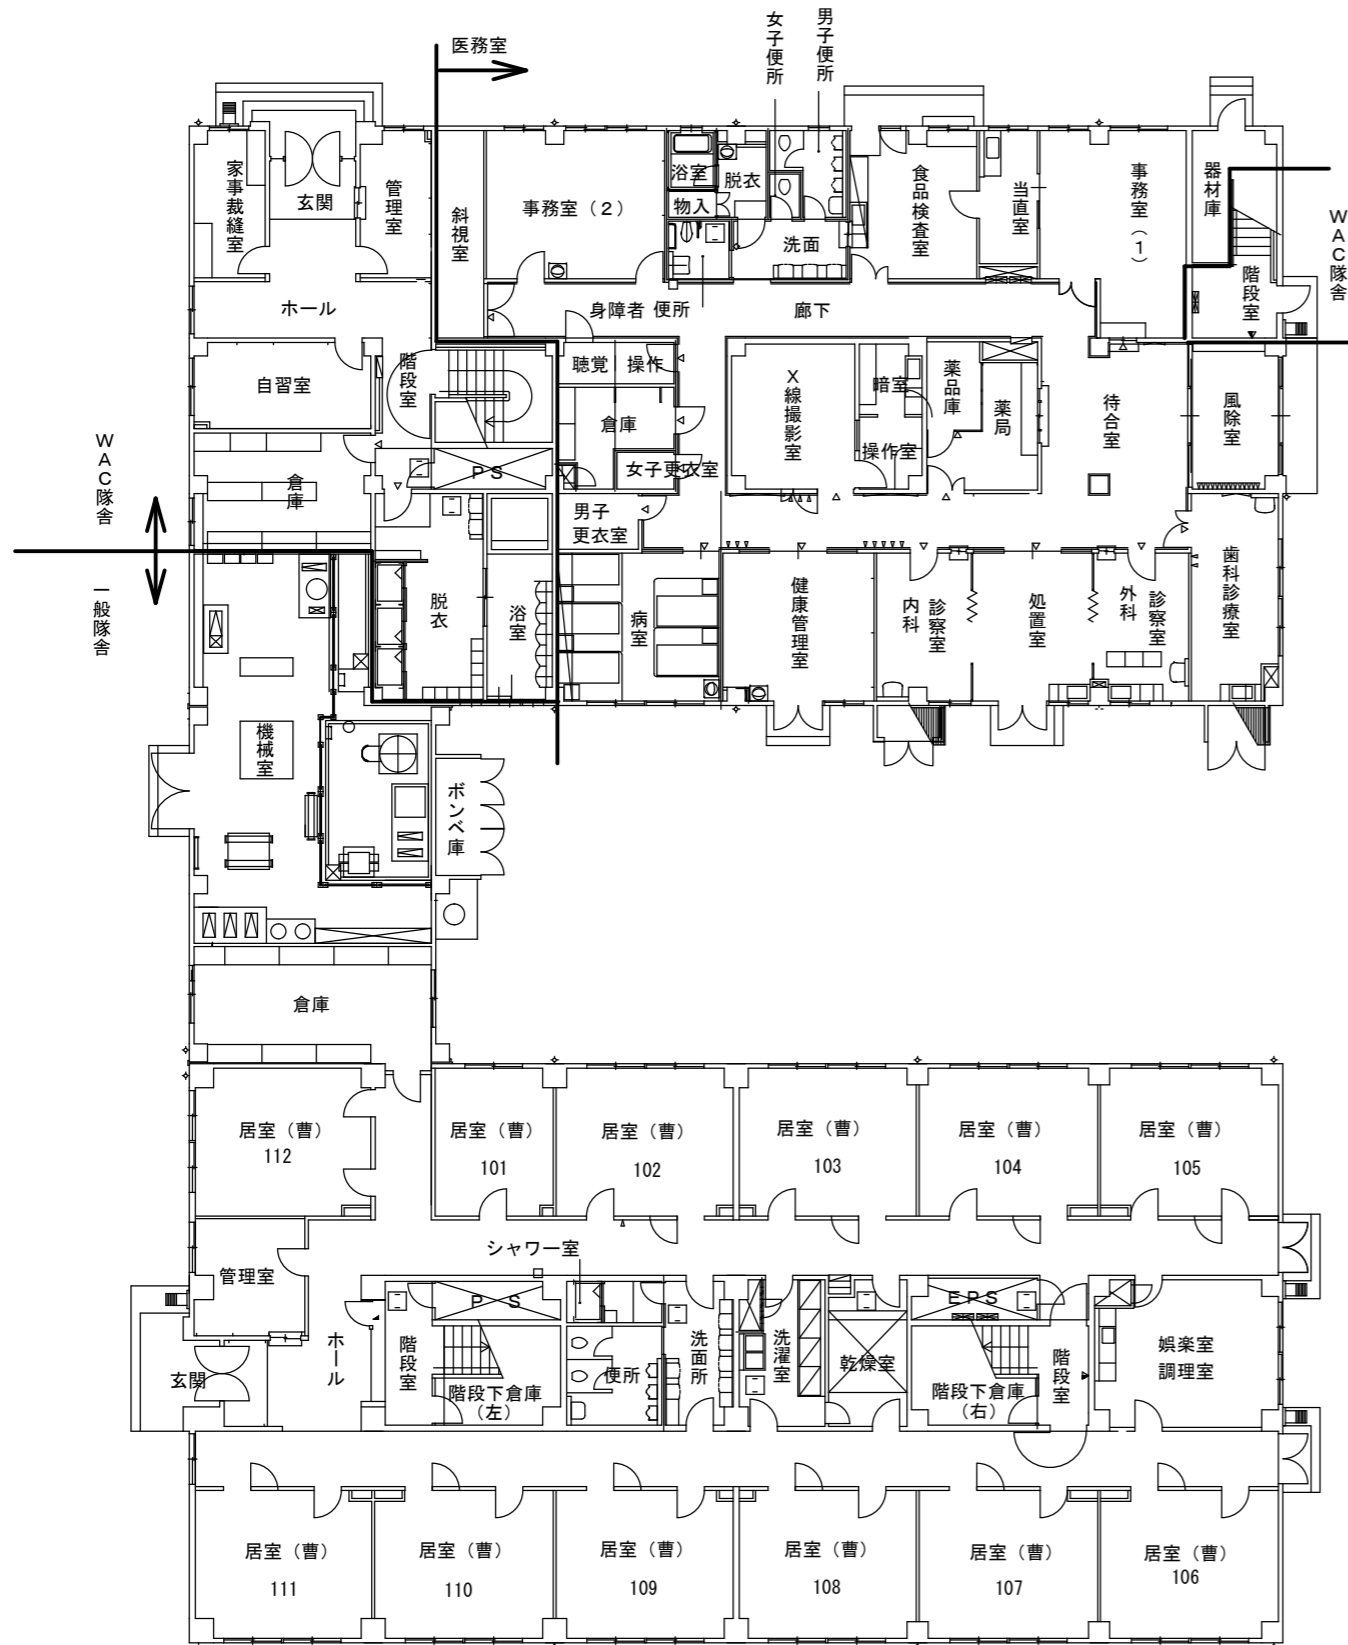 医務室
女子便所
男子便所
家事裁縫室
玄関
管理室
斜視室
事務室（２）
浴室
脱衣
物入
洗面
食品検査室
当直室
事務室（１）
器材庫
階段室
ＷＡＣ隊舎
ホール
身障者 便所
廊下
自習室
階段室
聴覚
操作
倉庫
女子更衣室
Ｘ線撮影室
暗室
操作室
薬品庫
薬局
待合室
風除室
ＷＡＣ隊舎
倉庫
ＰＳ
男子
更衣室
一般隊舎
脱衣
浴室
病室
健康管理室
内科
診察室
処置室
外科
診察室
歯科診療室
機械室
ボンベ庫
倉庫
居室（曹）
112
居室（曹）
101
居室（曹）
102
居室（曹）
103
居室（曹）
104
居室（曹）
105
管理室
シャワー室
ＰＳ
ＥＰＳ
玄関
ホール
階段室
階段下倉庫
（左）
便所
洗面所
洗濯室
乾燥室
階段下倉庫
（右）
階段室
娯楽室
調理室
居室（曹）
111
居室（曹）
110
居室（曹）
109
居室（曹）
108
居室（曹）
107
居室（曹）
106